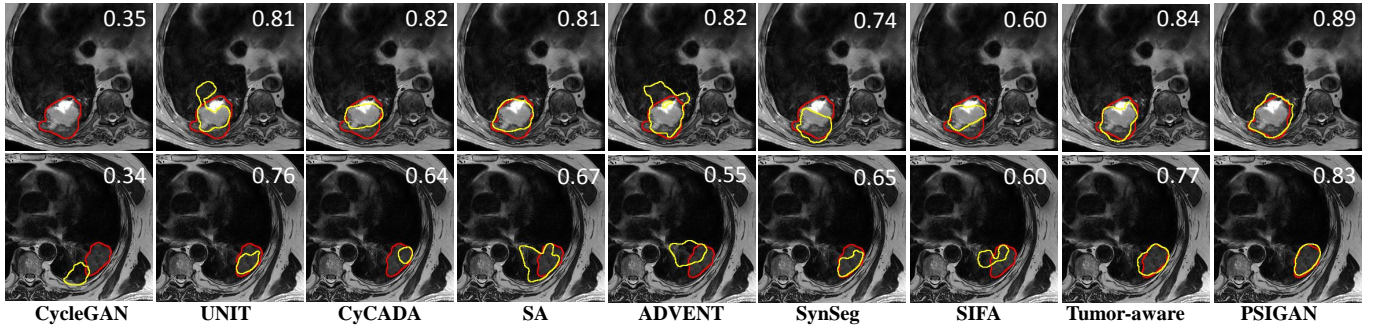 0.35 0.81 0.82 0.81 0.82 0.74 0.60 0.84 0.89
0.34 0.76 0.64 0.67 0.55 0.65 0.60 0.77 0.83
CycleGAN UNIT CyCADA SA ADVENT SynSeg SIFA Tumor-aware PSIGAN